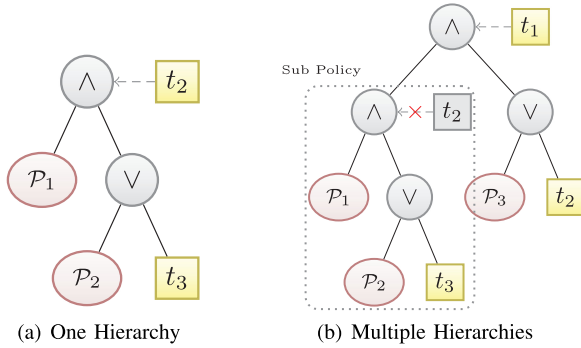 ∧ t₂
𝒫₁ ∨
𝒫₂ t₃
(a) One Hierarchy
∧ t₁
Sub Policy
∧ t₂ ∨
𝒫₁ ∨ 𝒫₃ t₂
𝒫₂ t₃
(b) Multiple Hierarchies